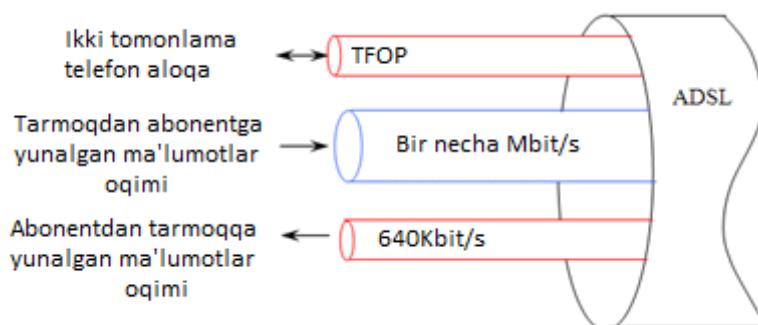 Ikki tomonlama
telefon aloqa
TFOP
ADSL
Tarmoqdan abonentga
yunalgan ma'lumotlar
oqimi
Bir necha Mbit/s
Abonentdan tarmoqqa
yunalgan ma'lumotlar
oqimi
640Kbit/s